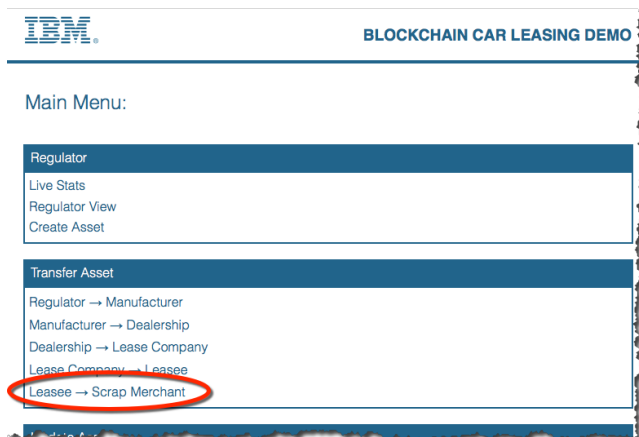 IBM®
BLOCKCHAIN CAR LEASING DEMO
Main Menu:
Regulator
Live Stats
Regulator View
Create Asset
Transfer Asset
Regulator → Manufacturer
Manufacturer → Dealership
Dealership → Lease Company
Lease Company → Leasee
Leasee → Scrap Merchant